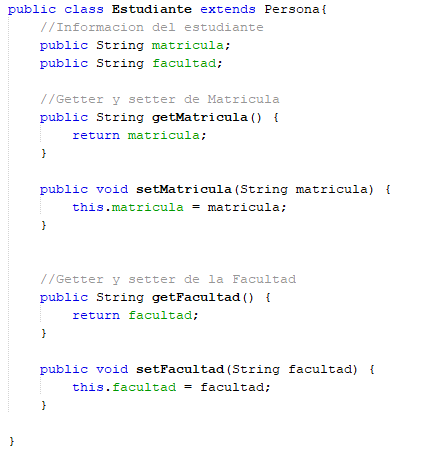 public class Estudiante extends Persona{
//Informacion del estudiante
public String matricula;
public String facultad;
//Getter y setter de Matricula
public String getMatricula() {
return matricula;
}
public void setMatricula(String matricula) {
this.matricula = matricula;
}
//Getter y setter de la Facultad
public String getFacultad() {
return facultad;
}
public void setFacultad(String facultad) {
this.facultad = facultad;
}
}